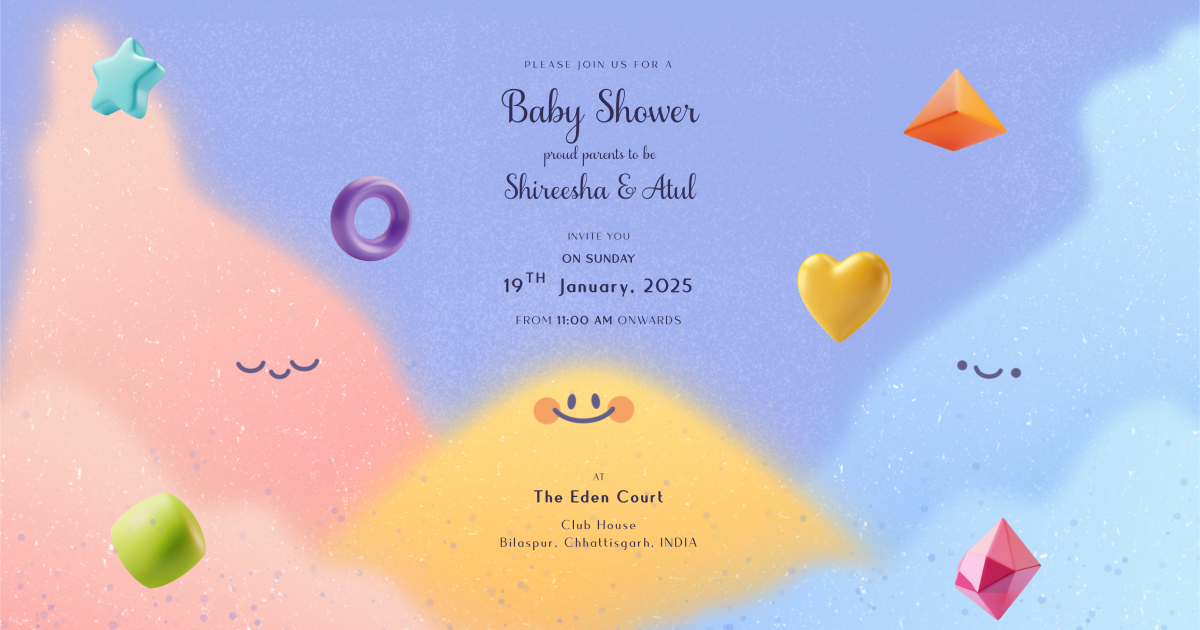 PLEASE JOIN US FOR A
Baby Shower
proud parents to be
Shireesha & Atul
INVITE YOU
ON SUNDAY
19TH January, 2025
FROM 11:00 AM ONWARDS
AT
The Eden Court
Club House
Bilaspur, Chhattisgarh, INDIA